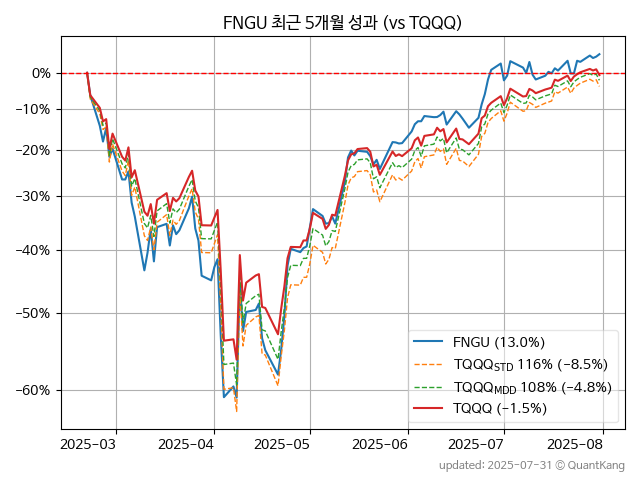 FNGU 최근 5개월 성과 (vs TQQQ)
0%
−10%
−20%
−30%
−40%
−50%
−60%
FNGU (13.0%)
TQQQSTD 116% (−8.5%)
TQQQMDD 108% (−4.8%)
TQQQ (−1.5%)
2025−03 2025−04 2025−05 2025−06 2025−07 2025−08
updated: 2025-07-31 © QuantKang